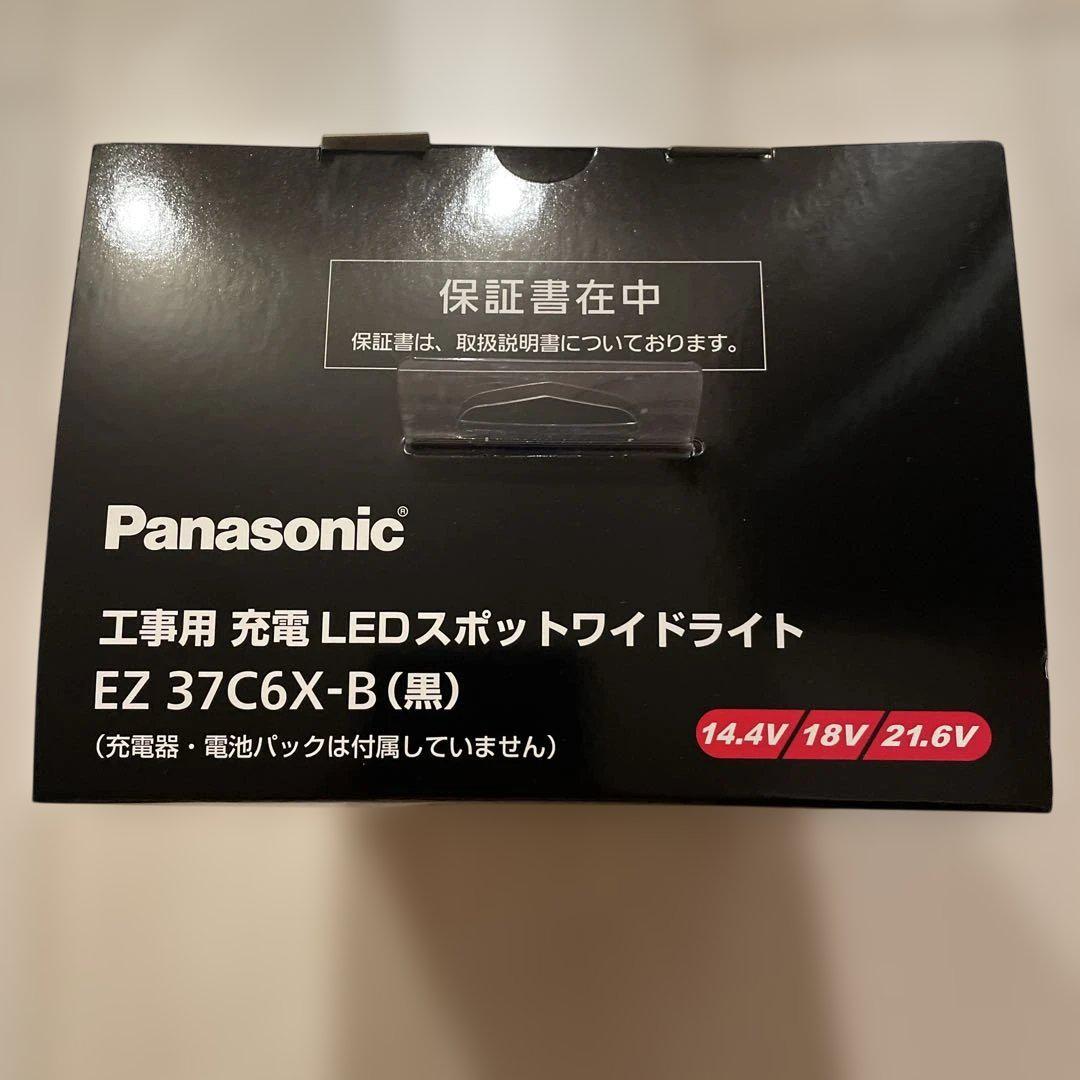 保証書在中
保証書は、取扱説明書についております。
Panasonic®
工事用 充電 LEDスポットワイドライト
EZ 37C6X-B(黒)
(充電器・電池パックは付属していません)
14.4V/18V/21.6V